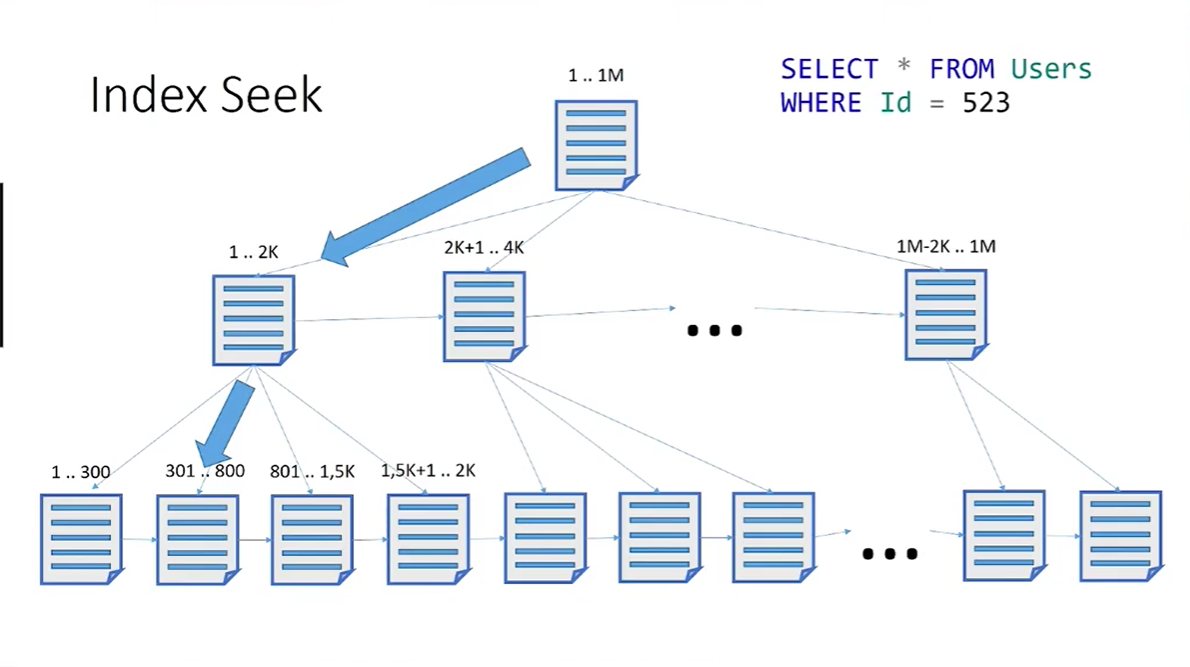 Index Seek
SELECT * FROM Users
WHERE Id = 523
1 .. 1M
1 .. 2K
2K+1 .. 4K
1M-2K .. 1M
1 .. 300
301 .. 800
801 .. 1,5K
1,5K+1 .. 2K